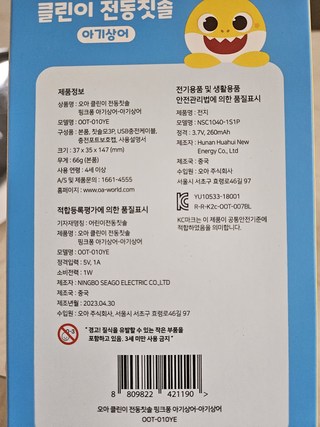 클린이 전동칫솔
아기상어
제품정보
상품명 : 오아 클린이 전동칫솔
핑크퐁 아기상어-아기상어
모델명 : OOT-010YE
구성품 : 본품, 칫솔모3P, USB충전케이블,
충전포트보호캡, 사용설명서
크기 : 37 x 35 x 147 (mm)
무게 : 66g (본품)
사용 연령 : 4세 이상
A/S 및 제품문의 : 1661-4555
홈페이지 : www.oa-world.com
적합등록평가에 의한 품질표시
기자재명칭 : 어린이전동칫솔
제품명 : 오아 클린이 전동칫솔
핑크퐁 아기상어-아기상어
모델명 : OOT-010YE
정격입력 : 5V, 1A
소비전력 : 1W
제조자 : NINGBO SEAGO ELECTRIC CO.,LTD
제조국 : 중국
제조년월 : 2023.04.30
수입원 : 오아 주식회사, 서울시 서초구 효령로46길 97
전기용품 및 생활용품
안전관리법에 의한 품질표시
제품명 : 전지
모델명 : NSC1040-1S1P
정격 : 3.7V, 260mAh
제조자 : Hunan Huahui New
Energy Co., Ltd
제조국 : 중국
수입원 : 오아 주식회사
서울시 서초구 효령로46길 97
YU10533-18001
R-R-K2c-OOT-007BL
KC마크는 이 제품이 공통안전기준에
적합하였음을 의미합니다.
0-3
"경고! 질식을 유발할 수 있는 작은 부품을
포함하고 있음. 3세 미만 사용 금지"
8 809822 421190 >
오아 클린이 전동칫솔 핑크퐁 아기상어-아기상어
OOT-010YE